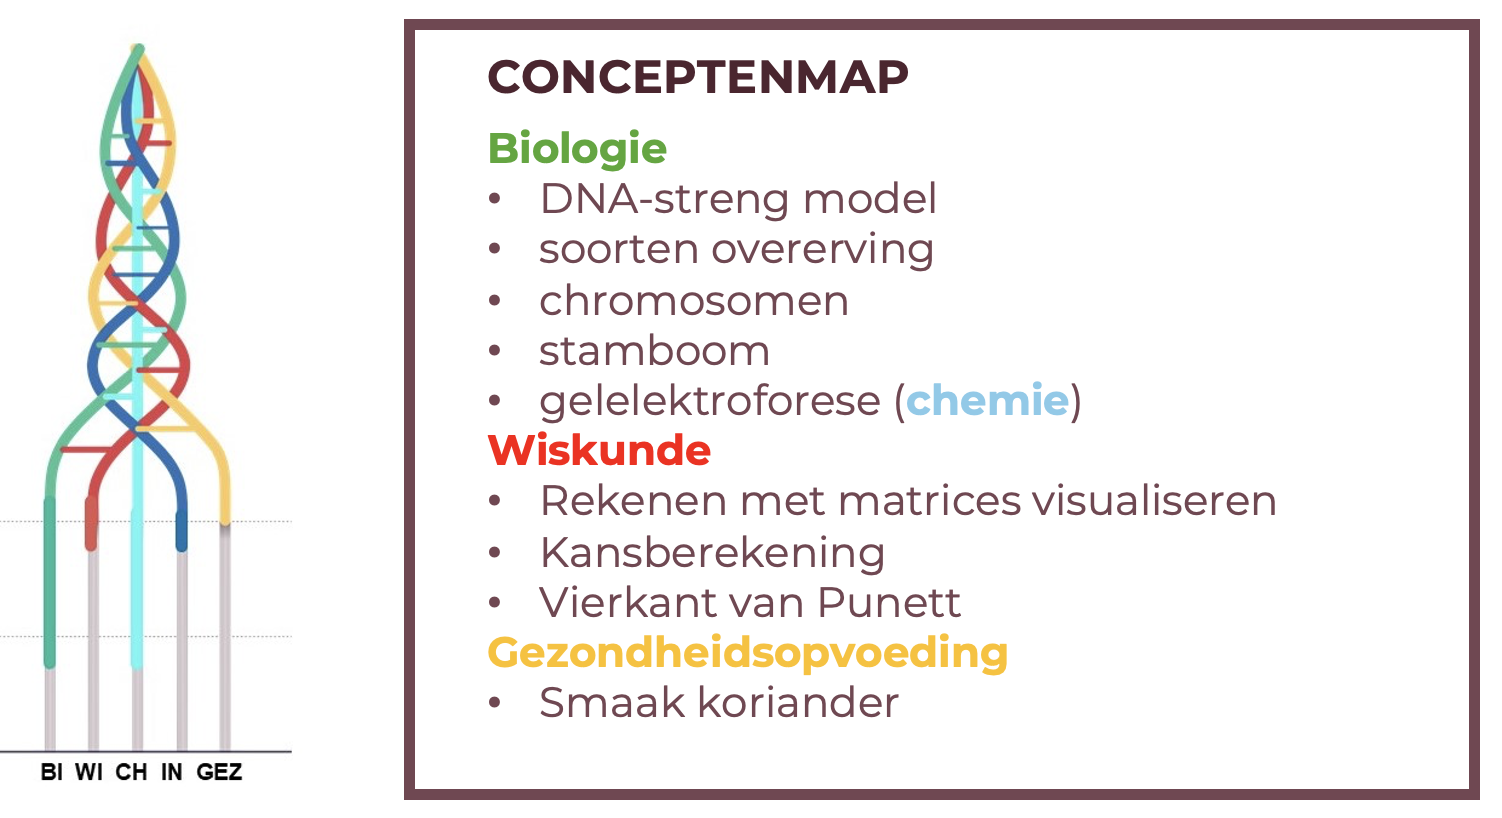 CONCEPTENMAP
Biologie
• DNA-streng model
• soorten overerving
• chromosomen
• stamboom
• gelelektroforese (chemie)
Wiskunde
• Rekenen met matrices visualiseren
• Kansberekening
• Vierkant van Punett
Gezondheidsopvoeding
• Smaak koriander
BI WI CH IN GEZ